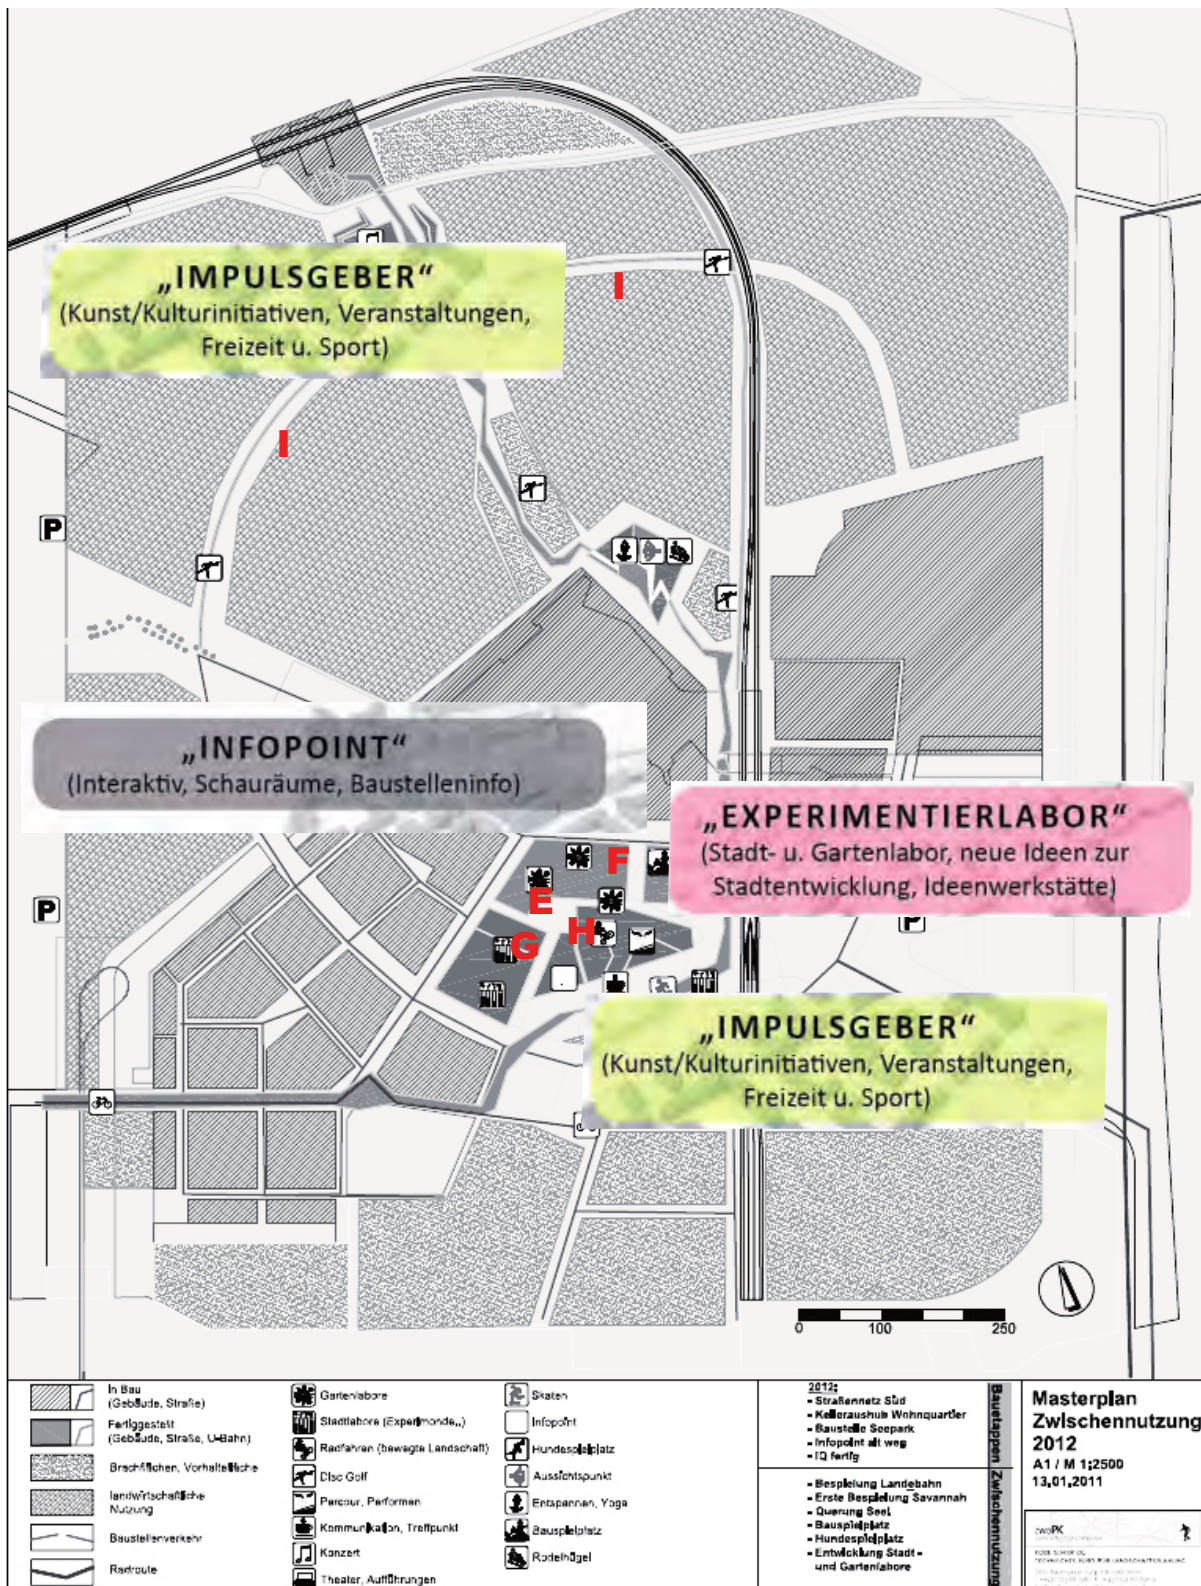 „IMPULSGEBER“
(Kunst/Kulturinitiativen, Veranstaltungen,
Freizeit u. Sport)
I
I
P
„INFOPOINT“
(Interaktiv, Schauräume, Baustelleninfo)
„EXPERIMENTIERLABOR“
(Stadt- u. Gartenlabor, neue Ideen zur
Stadtentwicklung, Ideenwerkstätte)
F
E
P
H
G
P
„IMPULSGEBER“
(Kunst/Kulturinitiativen, Veranstaltungen,
Freizeit u. Sport)
0 100 250
In Bau
(Gebäude, Straße)
Fertiggestellt
(Gebäude, Straße, U-Bahn)
Brachflächen, Vorhaltefläche
landwirtschaftliche
Nutzung
Baustellenverkehr
Radroute
Gartenlabore
Stadtlabore (Experimonde,,)
Radfahren (bewegte Landschaft)
Disc Golf
Parcour, Performen
Kommunikation, Treffpunkt
Konzert
Theater, Aufführungen
Skaten
Infopoint
Hundespielplatz
Aussichtspunkt
Entspannen, Yoga
Bauspielplatz
Rodelhügel
2012:
- Straßennetz Süd
- Kelleraushub Wohnquartier
- Baustelle Seepark
- Infopoint alt weg
- IQ fertig
Bauetappen
- Bespielung Landebahn
- Erste Bespielung Savannah
- Querung Seel
- Bauspielplatz
- Hundespielplatz
- Entwicklung Stadt -
und Gartenlabore
Zwischennutzung
Masterplan
Zwischennutzung
2012
A1 / M 1:2500
13,01,2011
zwoPK